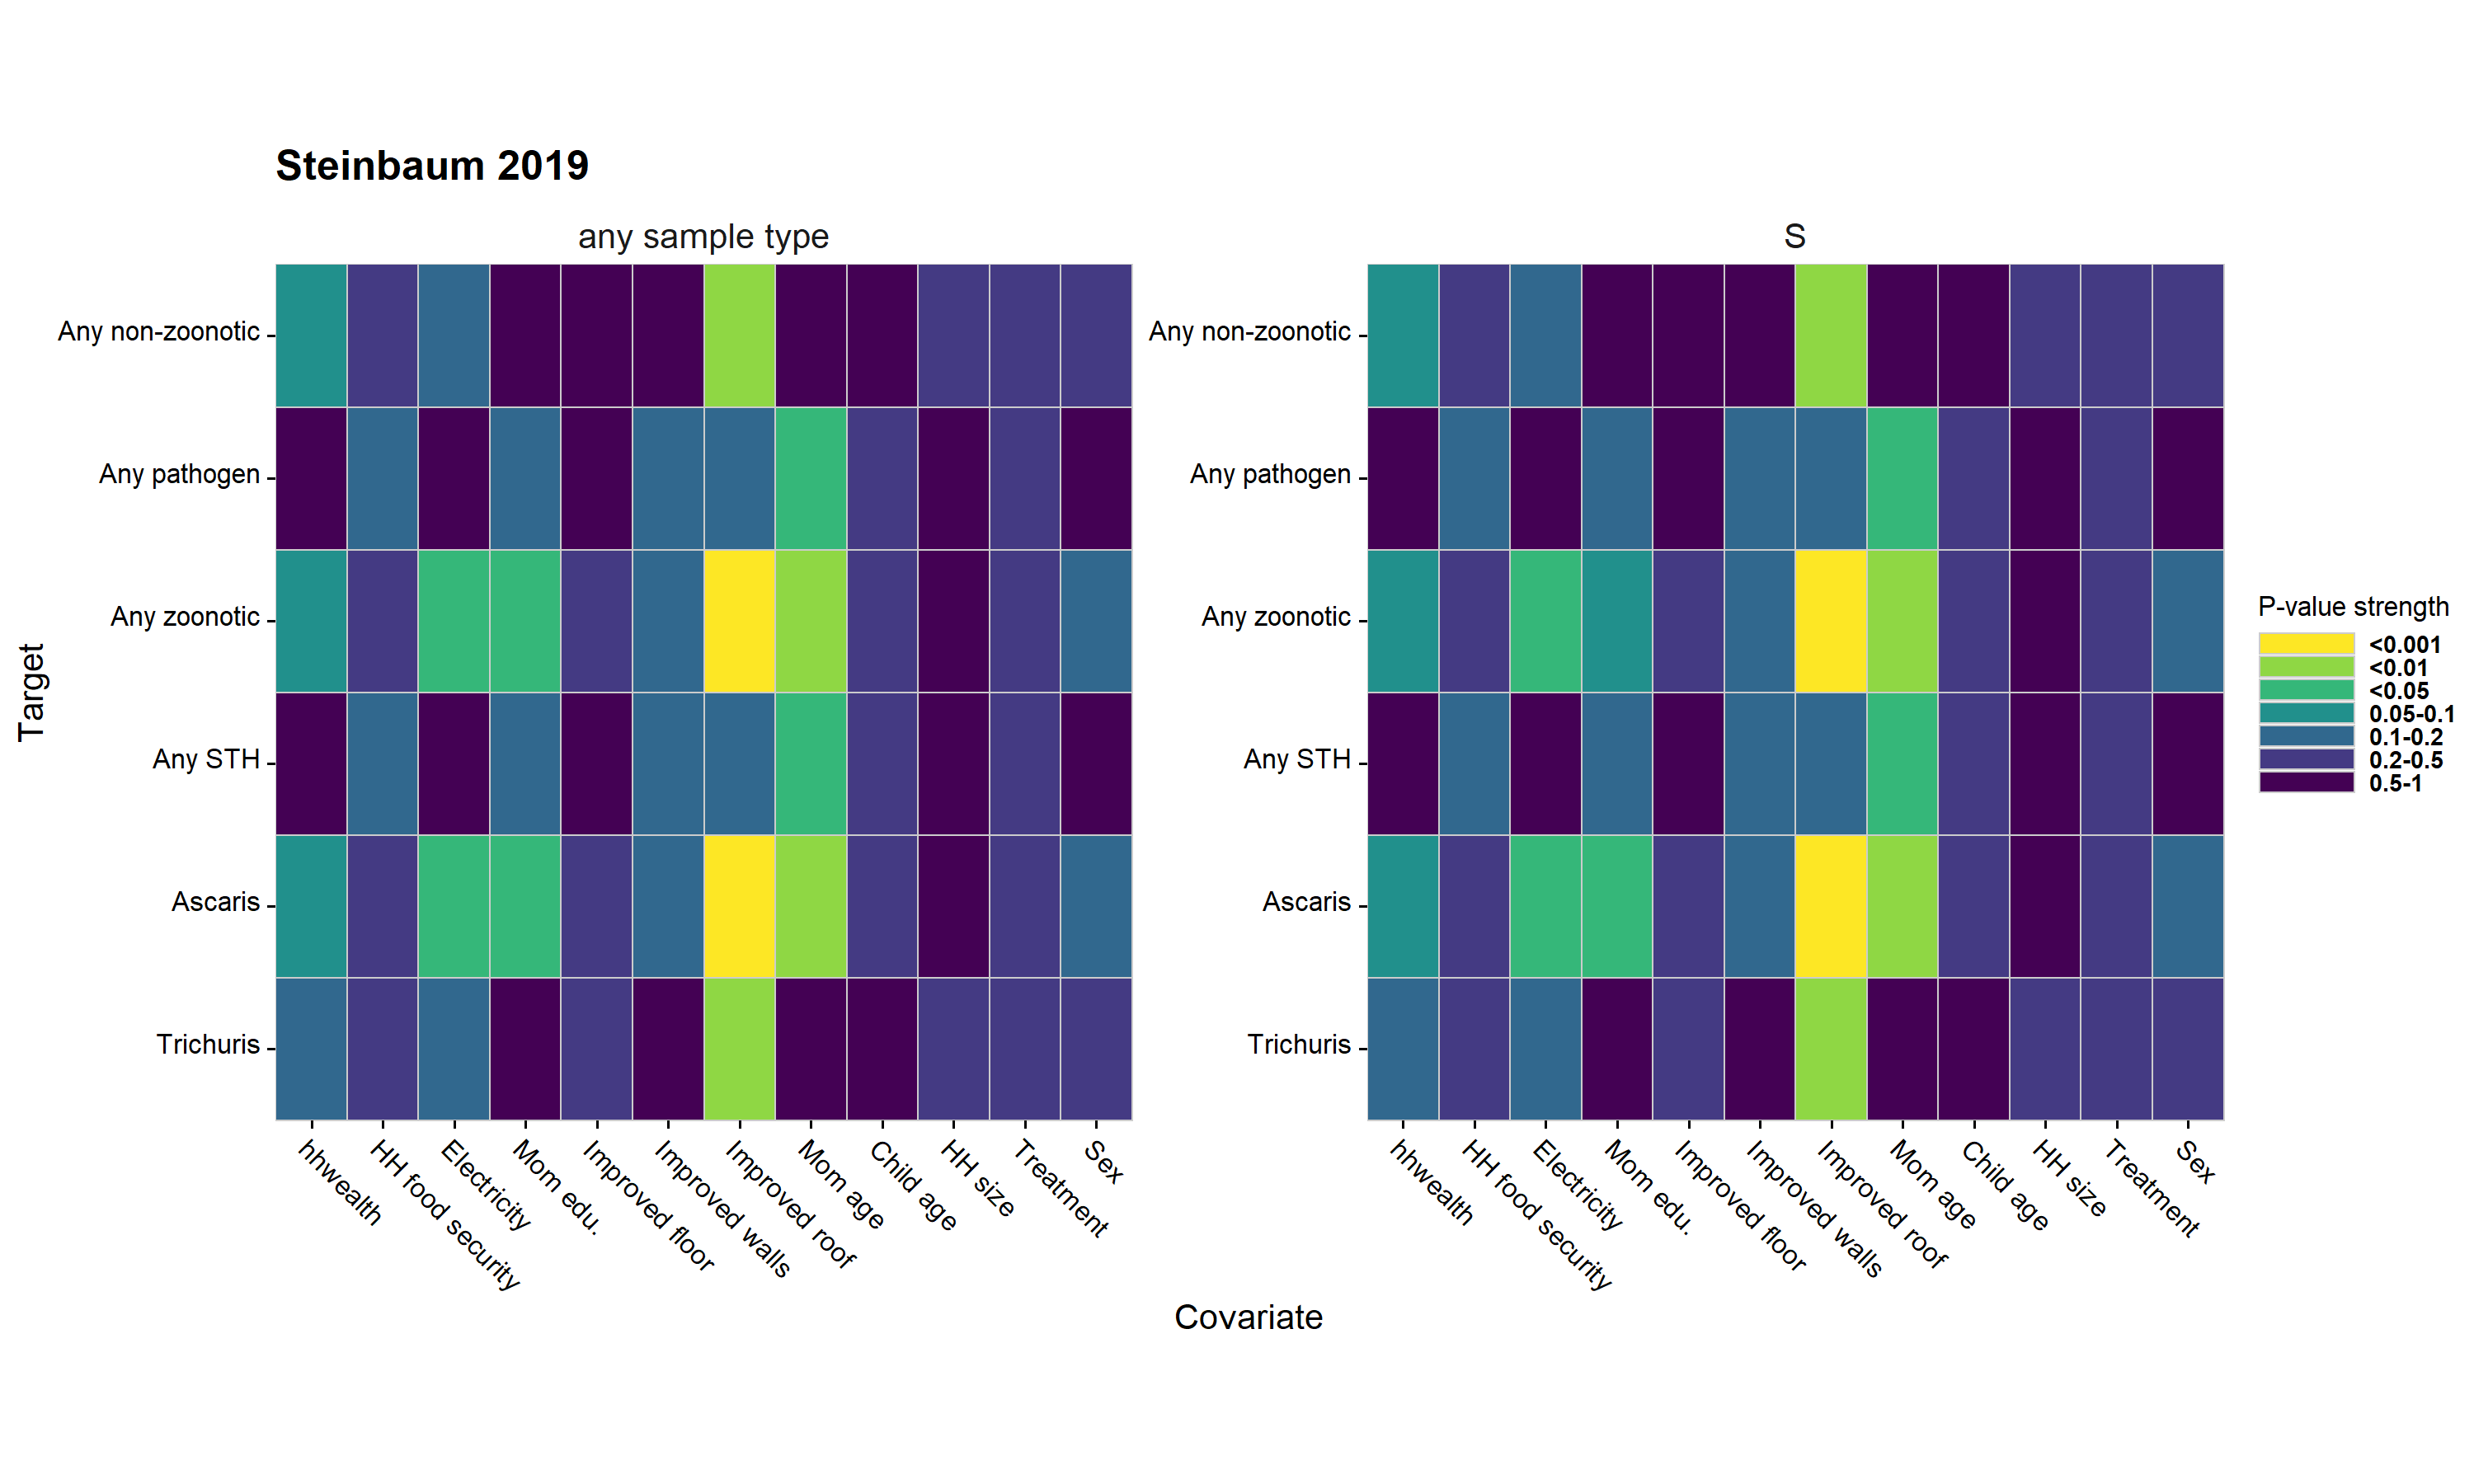 Steinbaum 2019
any sample type
S
Target
Any non-zoonotic
Any pathogen
Any zoonotic
Any STH
Ascaris
Trichuris
Any non-zoonotic
Any pathogen
Any zoonotic
Any STH
Ascaris
Trichuris
hhwealth
HH food security
Electricity
Mom edu.
Improved floor
Improved walls
Improved roof
Mom age
Child age
HH size
Treatment
Sex
hhwealth
HH food security
Electricity
Mom edu.
Improved floor
Improved walls
Improved roof
Mom age
Child age
HH size
Treatment
Sex
Covariate
P-value strength
<0.001
<0.01
<0.05
0.05-0.1
0.1-0.2
0.2-0.5
0.5-1